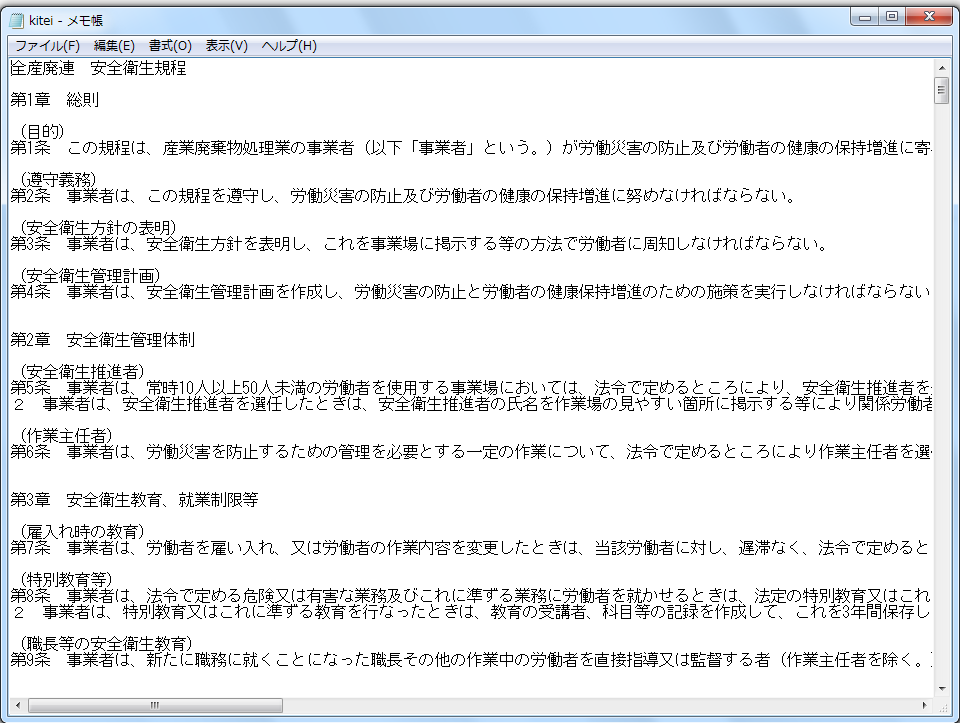 kitei - メモ帳
ファイル(F) 編集(E) 書式(O) 表示(V) ヘルプ(H)
全産廃連　安全衛生規程
第1章　総則
（目的）
第1条　この規程は、産業廃棄物処理業の事業者（以下「事業者」という。）が労働災害の防止及び労働者の健康の保持増進に寄
（遵守義務）
第2条　事業者は、この規程を遵守し、労働災害の防止及び労働者の健康の保持増進に努めなければならない。
（安全衛生方針の表明）
第3条　事業者は、安全衛生方針を表明し、これを事業場に掲示する等の方法で労働者に周知しなければならない。
（安全衛生管理計画）
第4条　事業者は、安全衛生管理計画を作成し、労働災害の防止と労働者の健康保持増進のための施策を実行しなければならない
第2章　安全衛生管理体制
（安全衛生推進者）
第5条　事業者は、常時10人以上50人未満の労働者を使用する事業場においては、法令で定めるところにより、安全衛生推進者を
２　事業者は、安全衛生推進者を選任したときは、安全衛生推進者の氏名を作業場の見やすい箇所に掲示する等により関係労働者
（作業主任者）
第6条　事業者は、労働災害を防止するための管理を必要とする一定の作業について、法令で定めるところにより作業主任者を選
第3章　安全衛生教育、就業制限等
（雇入れ時の教育）
第7条　事業者は、労働者を雇い入れ、又は労働者の作業内容を変更したときは、当該労働者に対し、遅滞なく、法令で定めると
（特別教育等）
第8条　事業者は、法令で定める危険又は有害な業務及びこれに準ずる業務に労働者を就かせるときは、法定の特別教育又はこれ
２　事業者は、特別教育又はこれに準ずる教育を行なったときは、教育の受講者、科目等の記録を作成して、これを3年間保存し
（職長等の安全衛生教育）
第9条　事業者は、新たに職務に就くことになった職長その他の作業中の労働者を直接指導又は監督する者（作業主任者を除く。）